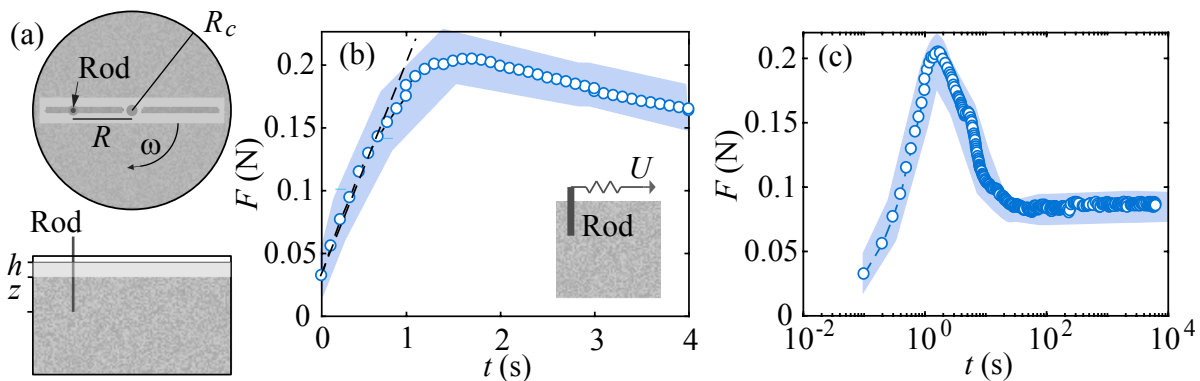 (a)
R_c
Rod
R
ω
Rod
h
z
(b)
F (N)
0.2
0.15
0.1
0.05
0
U
Rod
0 1 2 3 4
t (s)
(c)
F (N)
0.2
0.15
0.1
0.05
0
10^-2 10^0 10^2 10^4
t (s)